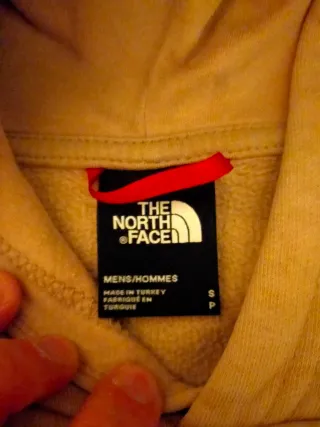 THE
NORTH
®FACE
MENS/HOMMES
MADE IN TURKEY
FABRIQUÉ EN
TURQUIE
S
P